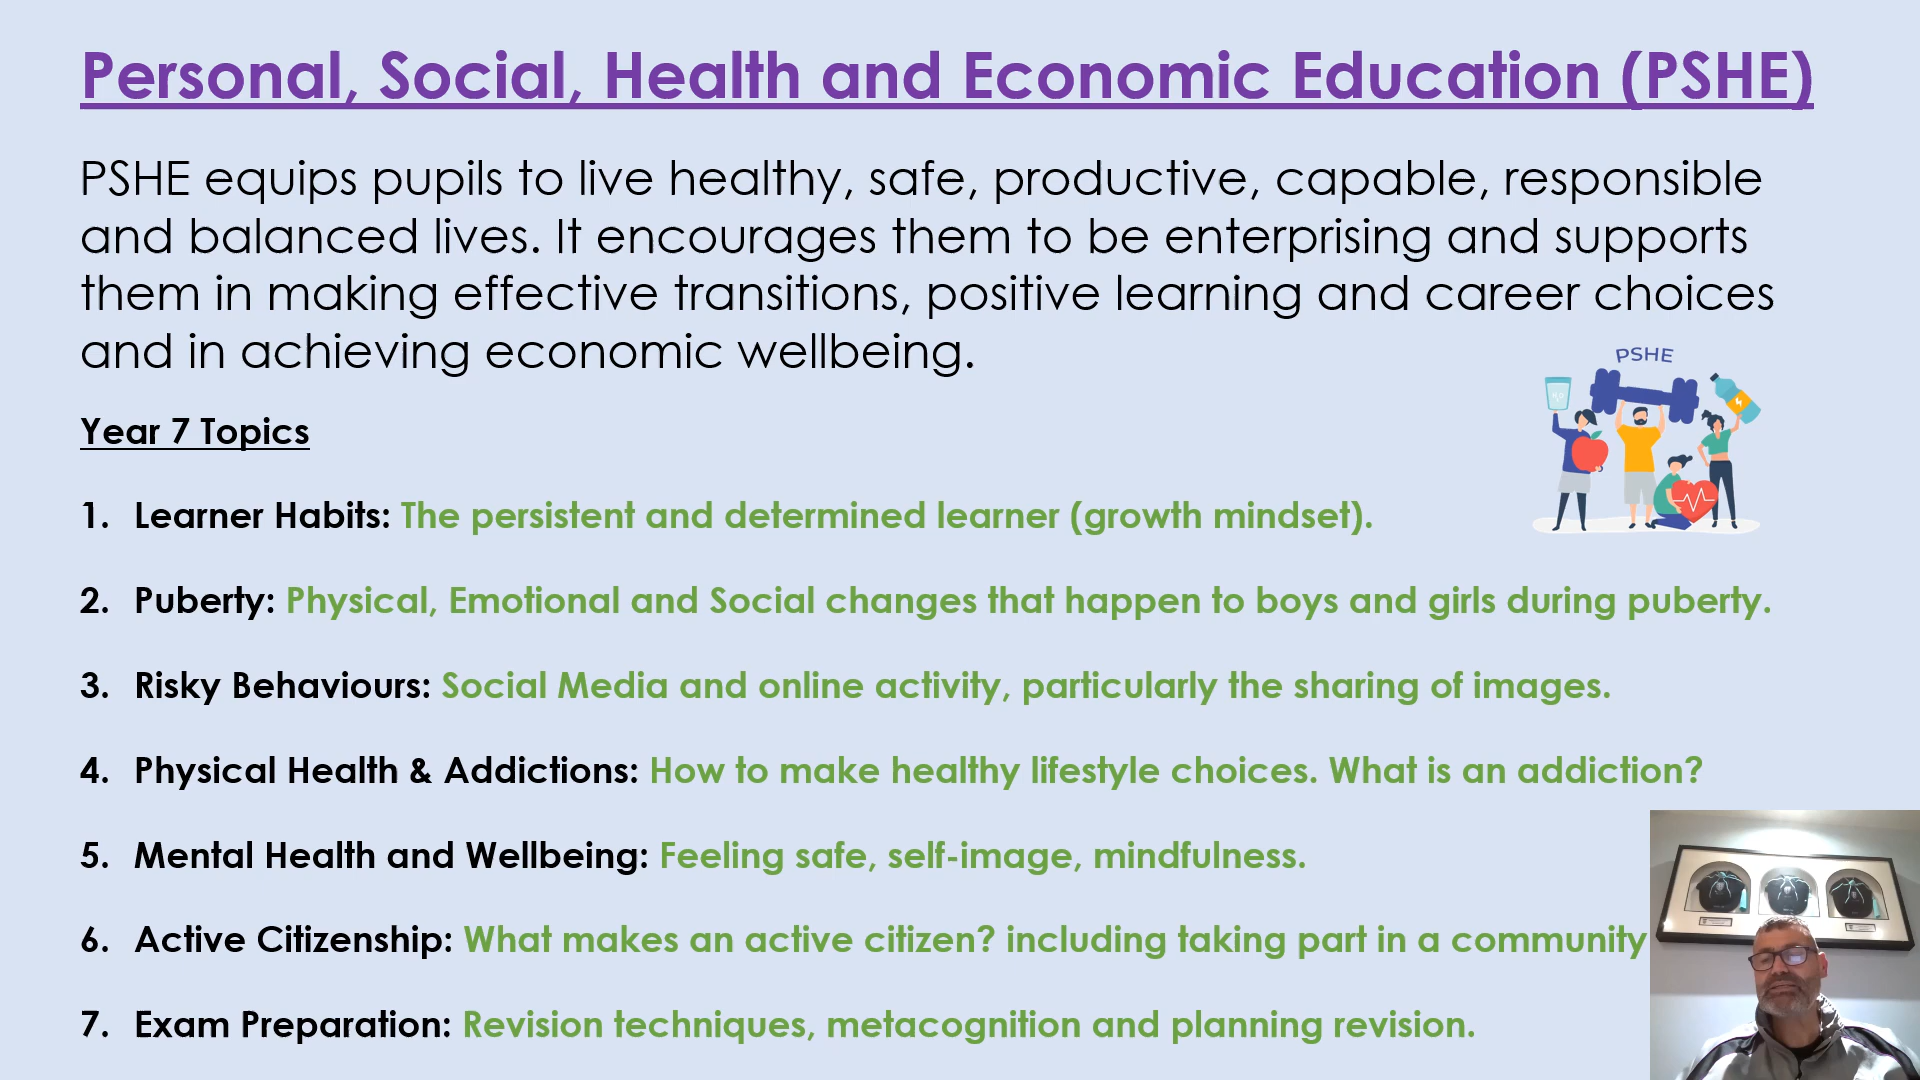 Personal, Social, Health and Economic Education (PSHE)
PSHE equips pupils to live healthy, safe, productive, capable, responsible
and balanced lives. It encourages them to be enterprising and supports
them in making effective transitions, positive learning and career choices
and in achieving economic wellbeing.
PSHE
Year 7 Topics
1. Learner Habits: The persistent and determined learner (growth mindset).
2. Puberty: Physical, Emotional and Social changes that happen to boys and girls during puberty.
3. Risky Behaviours: Social Media and online activity, particularly the sharing of images.
4. Physical Health & Addictions: How to make healthy lifestyle choices. What is an addiction?
5. Mental Health and Wellbeing: Feeling safe, self-image, mindfulness.
6. Active Citizenship: What makes an active citizen? including taking part in a community
7. Exam Preparation: Revision techniques, metacognition and planning revision.